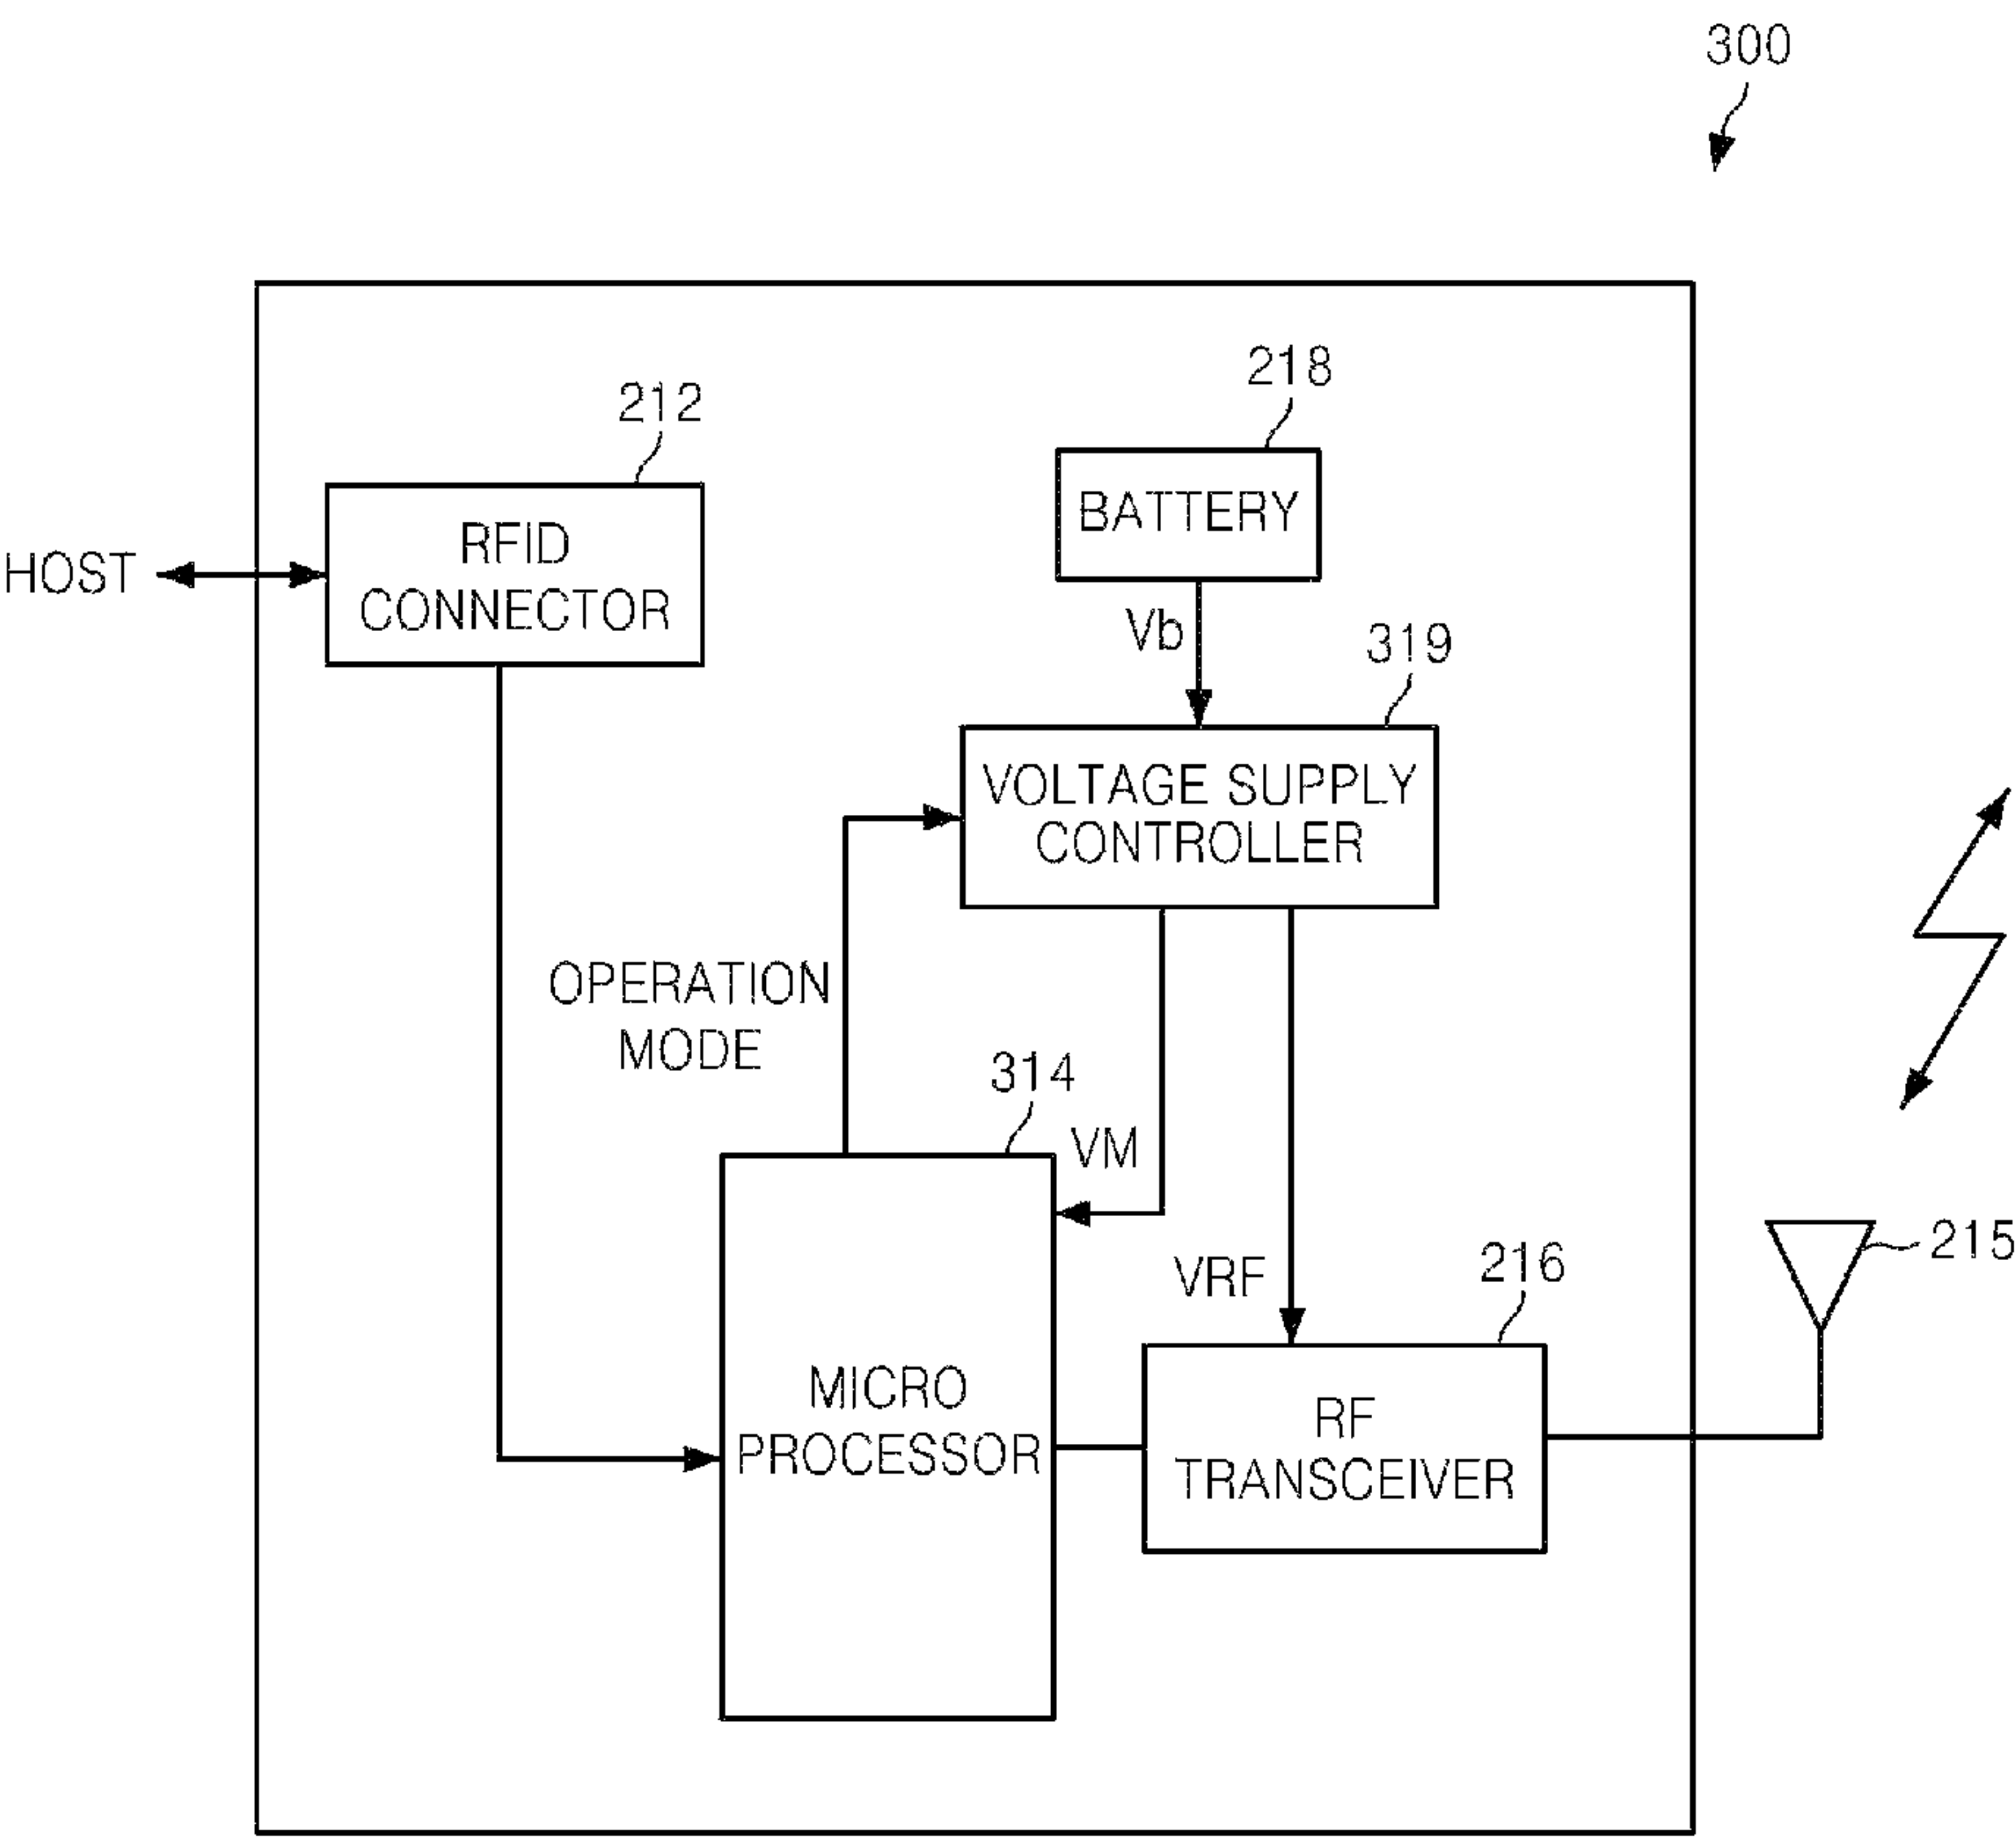 300
218
212
BATTERY
RFID
CONNECTOR
HOST
Vb
319
VOLTAGE SUPPLY
CONTROLLER
OPERATION
MODE
314
VM
215
VRF
216
MICRO
PROCESSOR
RF
TRANSCEIVER